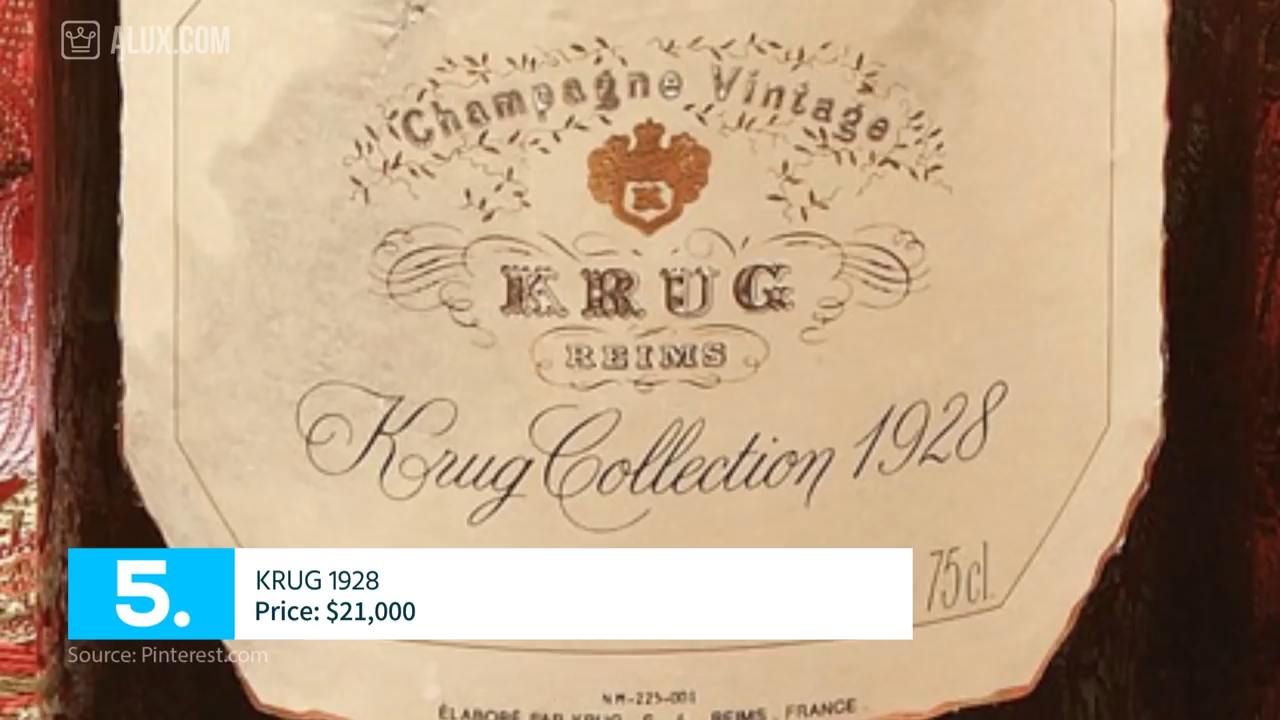 ALUX.COM
Champagne Vintage
K
KRUG
REIMS
Krug Collection 1928
75cl
5.
KRUG 1928
Price: $21,000
Source: Pinterest.com
NM-225-001
ÉLABORÉ PAR KRUG S. A. REIMS. FRANCE